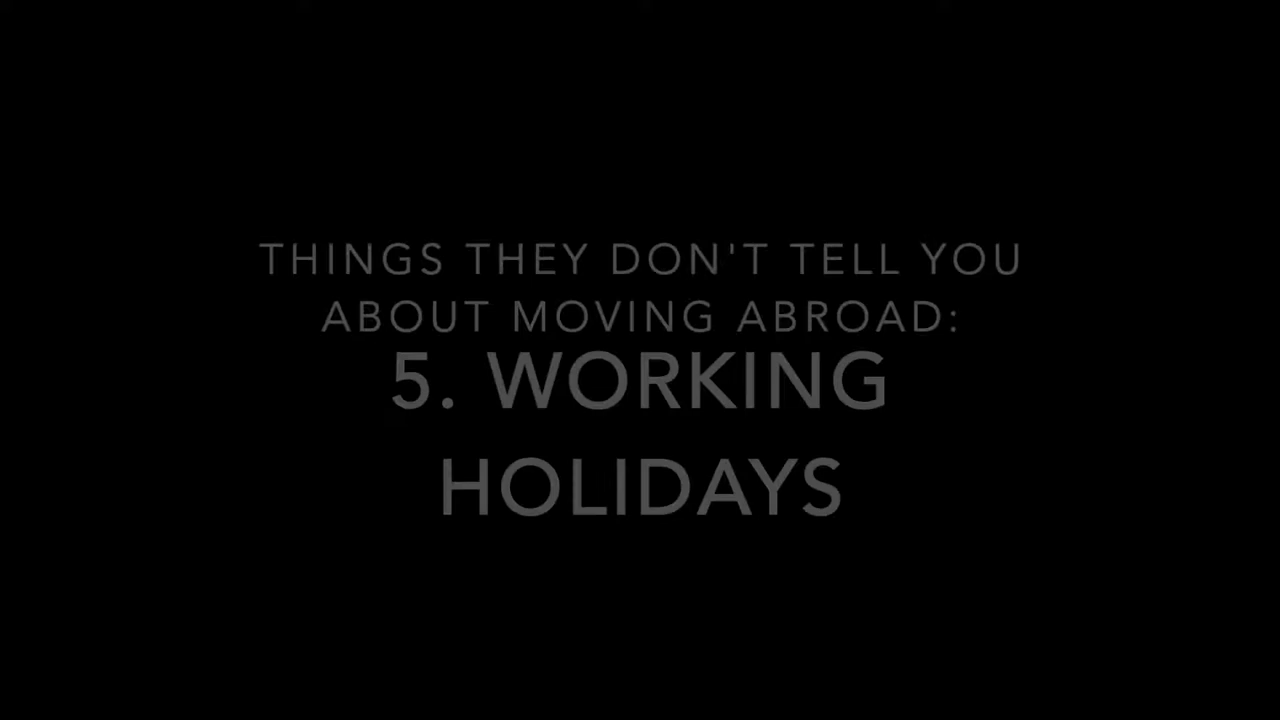 THINGS THEY DON'T TELL YOU
ABOUT MOVING ABROAD:
5. WORKING
HOLIDAYS